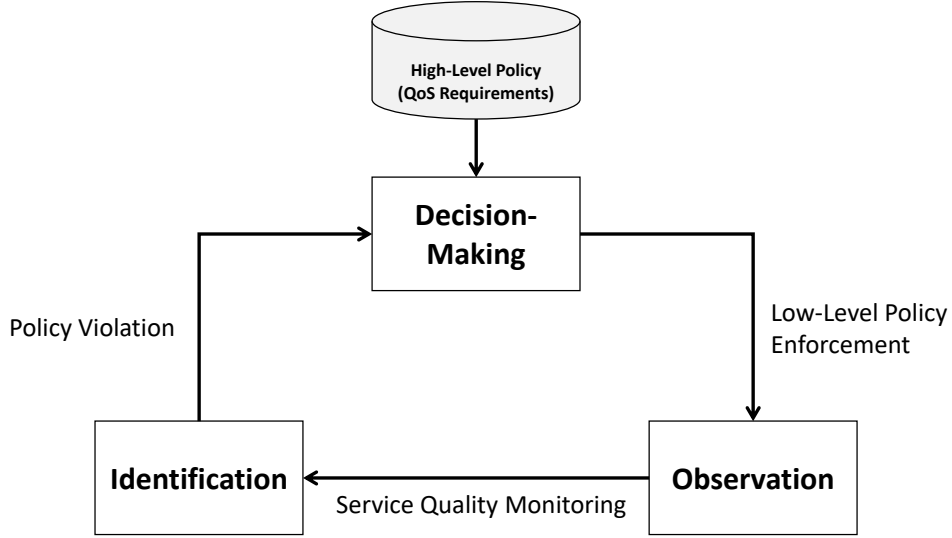 High-Level Policy
(QoS Requirements)
Decision-
Making
Policy Violation
Low-Level Policy
Enforcement
Identification
Observation
Service Quality Monitoring